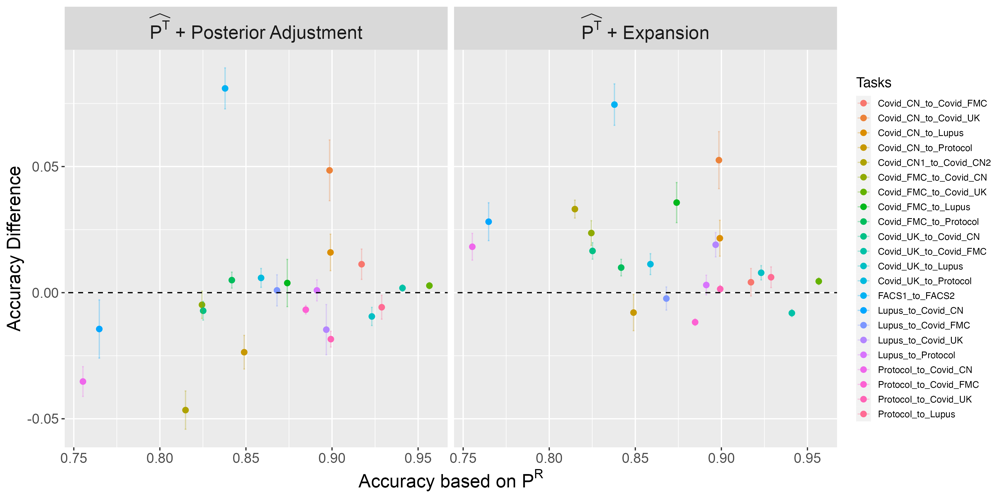 P^T + Posterior Adjustment
P^T + Expansion
Accuracy Difference
0.05
0.00
-0.05
0.75 0.80 0.85 0.90 0.95
0.75 0.80 0.85 0.90 0.95
Accuracy based on P^R
Tasks
Covid_CN_to_Covid_FMC
Covid_CN_to_Covid_UK
Covid_CN_to_Lupus
Covid_CN_to_Protocol
Covid_CN1_to_Covid_CN2
Covid_FMC_to_Covid_CN
Covid_FMC_to_Covid_UK
Covid_FMC_to_Lupus
Covid_FMC_to_Protocol
Covid_UK_to_Covid_CN
Covid_UK_to_Covid_FMC
Covid_UK_to_Lupus
Covid_UK_to_Protocol
FACS1_to_FACS2
Lupus_to_Covid_CN
Lupus_to_Covid_FMC
Lupus_to_Covid_UK
Lupus_to_Protocol
Protocol_to_Covid_CN
Protocol_to_Covid_FMC
Protocol_to_Covid_UK
Protocol_to_Lupus